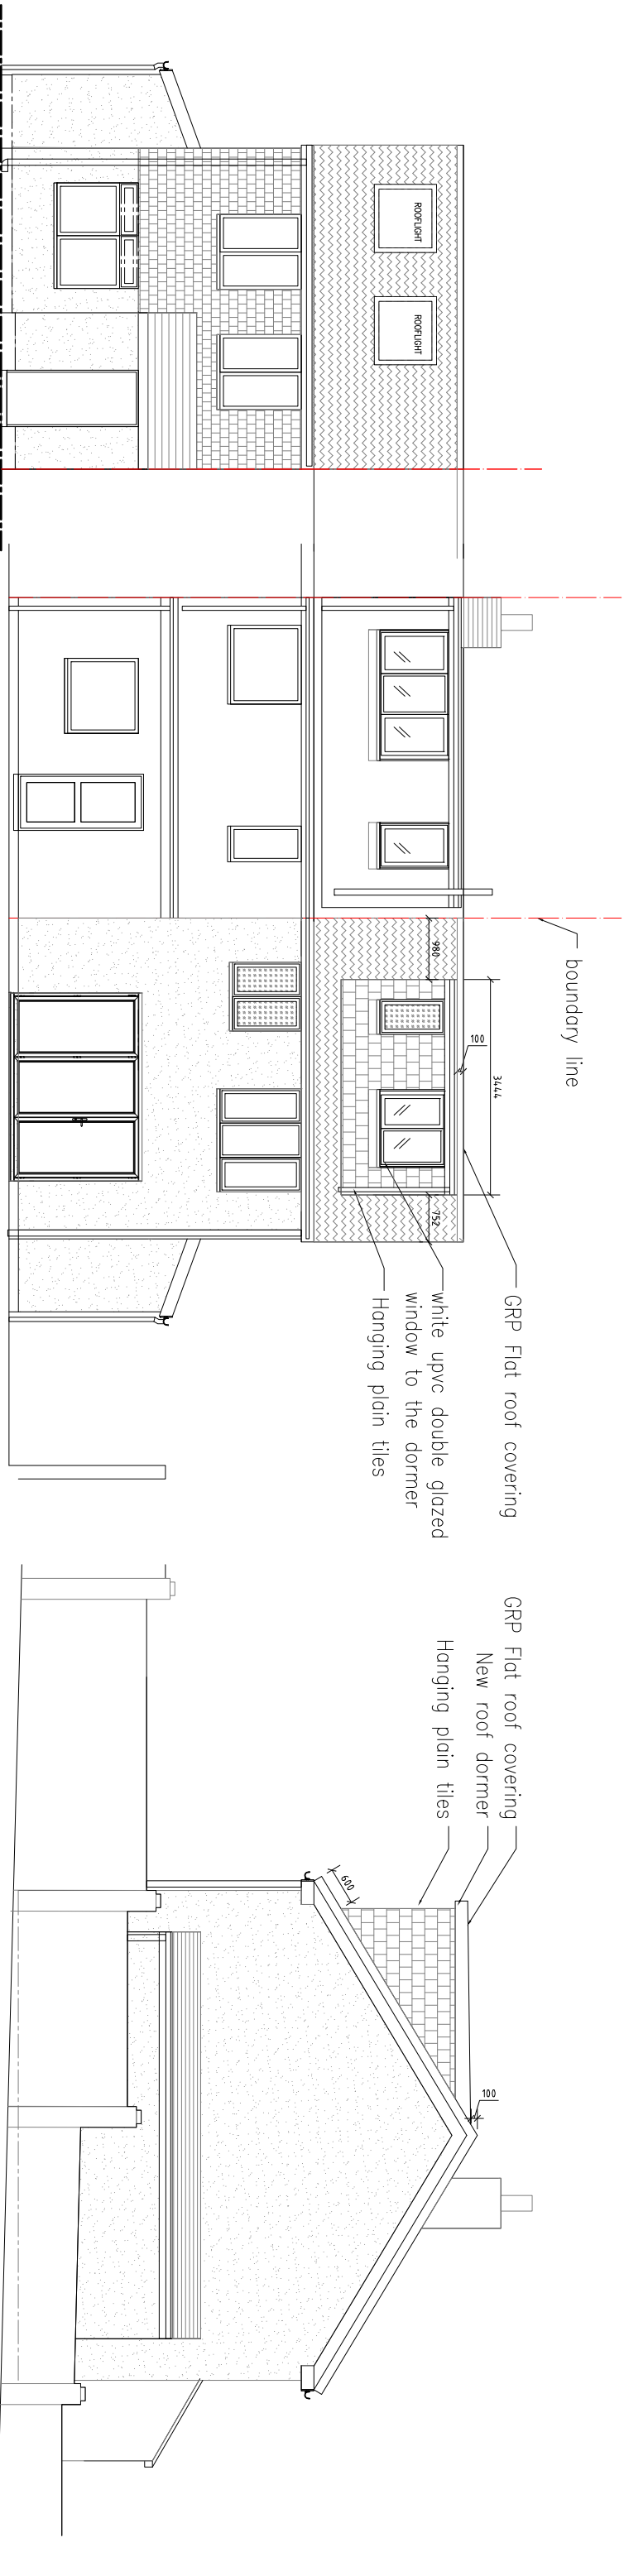 ROOFLIGHT
ROOFLIGHT
boundary line
980
100
3444
752
GRP Flat roof covering
white upvc double glazed
window to the dormer
Hanging plain tiles
GRP Flat roof covering
New roof dormer
Hanging plain tiles
600
100